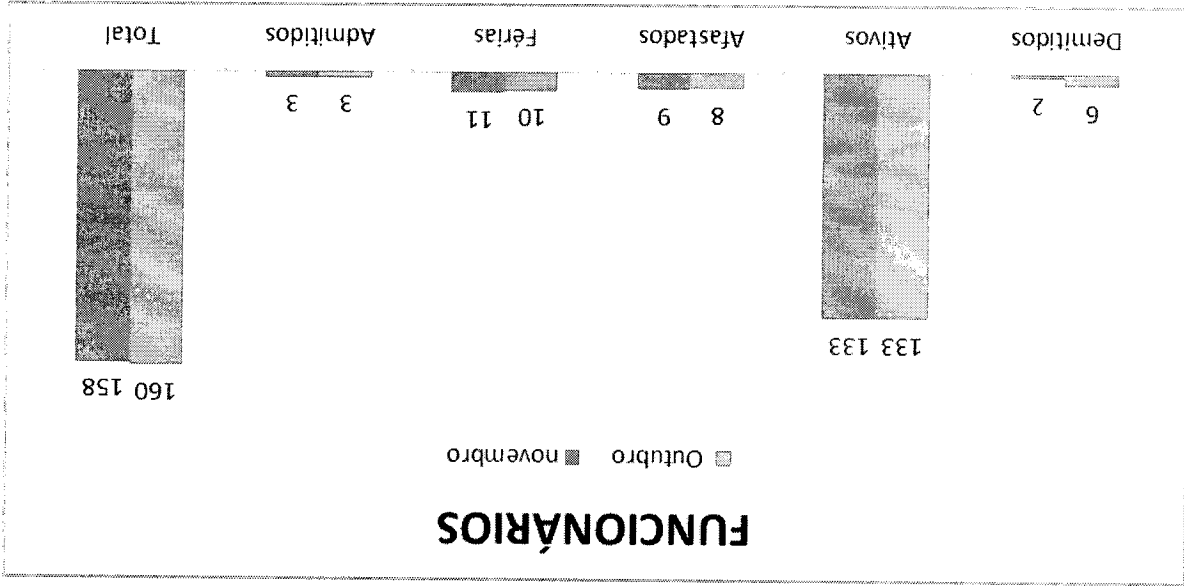 FUNCIONÁRIOS
Outubro novembro
160 158
133 133
6 2
8 9
10 11
3 3
Demitidos Ativos Afastados Férias Admitidos Total